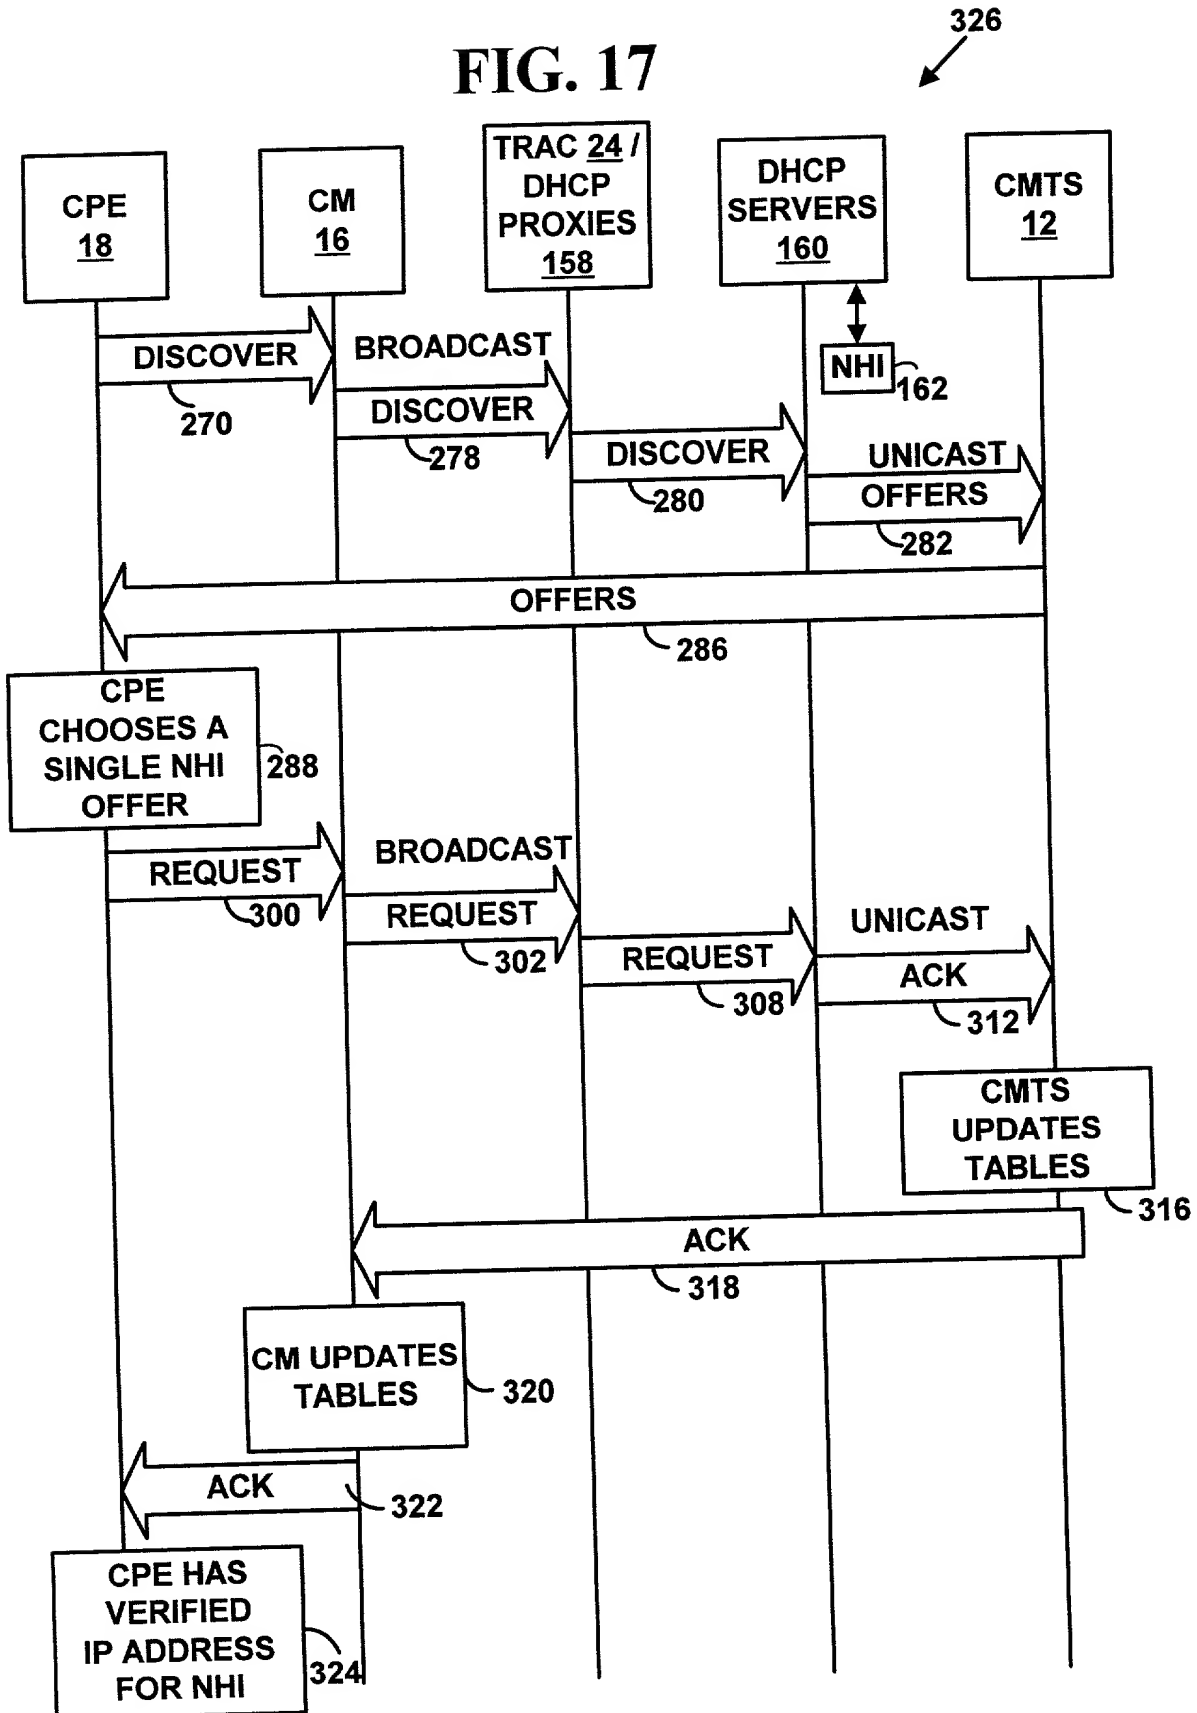 326
FIG. 17
CPE
18
CM
16
TRAC 24 /
DHCP
PROXIES
158
DHCP
SERVERS
160
CMTS
12
NHI
162
DISCOVER
270
BROADCAST
DISCOVER
278
DISCOVER
280
UNICAST
OFFERS
282
OFFERS
286
CPE
CHOOSES A
SINGLE NHI
OFFER
288
REQUEST
300
BROADCAST
REQUEST
302
REQUEST
308
UNICAST
ACK
312
CMTS
UPDATES
TABLES
316
ACK
318
CM UPDATES
TABLES
320
ACK
322
CPE HAS
VERIFIED
IP ADDRESS
FOR NHI
324